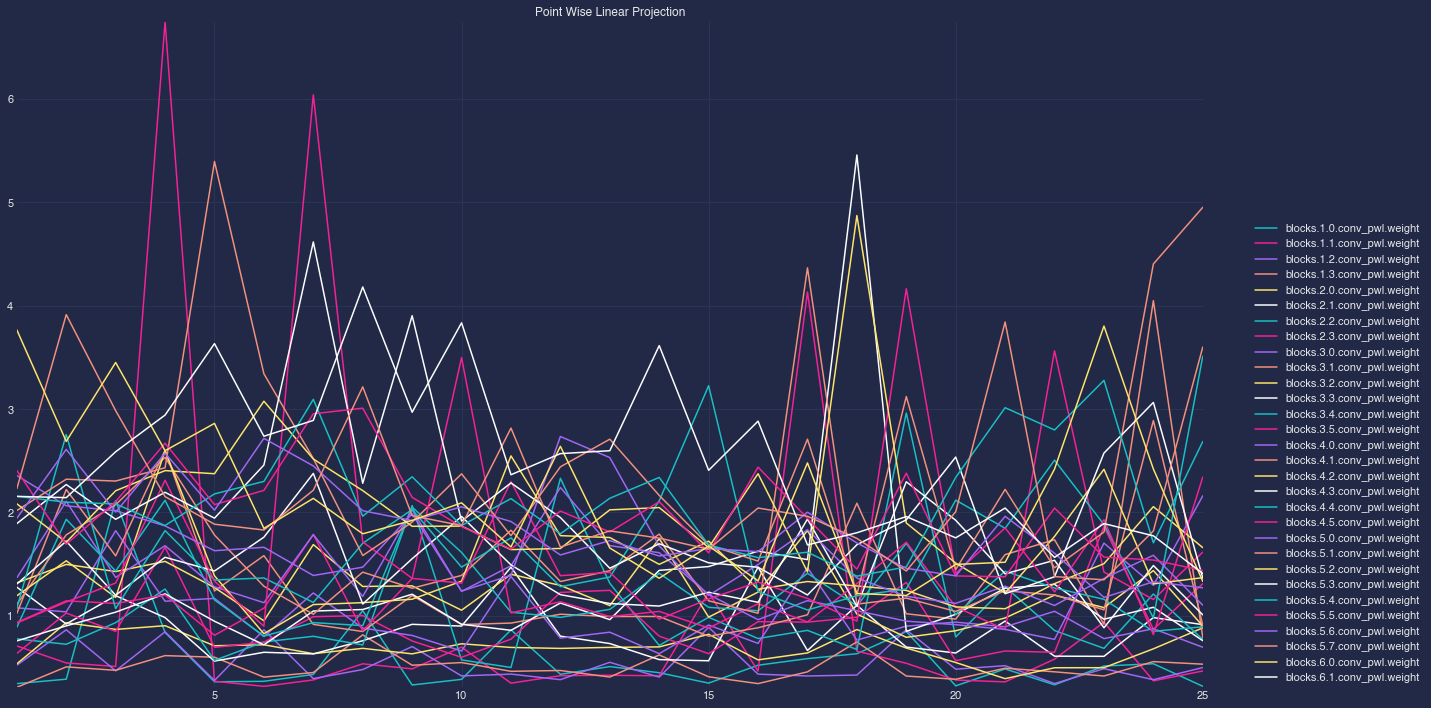 Point Wise Linear Projection
6
5
4
3
2
1
5
10
15
20
25
blocks.1.0.conv_pwl.weight
blocks.1.1.conv_pwl.weight
blocks.1.2.conv_pwl.weight
blocks.1.3.conv_pwl.weight
blocks.2.0.conv_pwl.weight
blocks.2.1.conv_pwl.weight
blocks.2.2.conv_pwl.weight
blocks.2.3.conv_pwl.weight
blocks.3.0.conv_pwl.weight
blocks.3.1.conv_pwl.weight
blocks.3.2.conv_pwl.weight
blocks.3.3.conv_pwl.weight
blocks.3.4.conv_pwl.weight
blocks.3.5.conv_pwl.weight
blocks.4.0.conv_pwl.weight
blocks.4.1.conv_pwl.weight
blocks.4.2.conv_pwl.weight
blocks.4.3.conv_pwl.weight
blocks.4.4.conv_pwl.weight
blocks.4.5.conv_pwl.weight
blocks.5.0.conv_pwl.weight
blocks.5.1.conv_pwl.weight
blocks.5.2.conv_pwl.weight
blocks.5.3.conv_pwl.weight
blocks.5.4.conv_pwl.weight
blocks.5.5.conv_pwl.weight
blocks.5.6.conv_pwl.weight
blocks.5.7.conv_pwl.weight
blocks.6.0.conv_pwl.weight
blocks.6.1.conv_pwl.weight